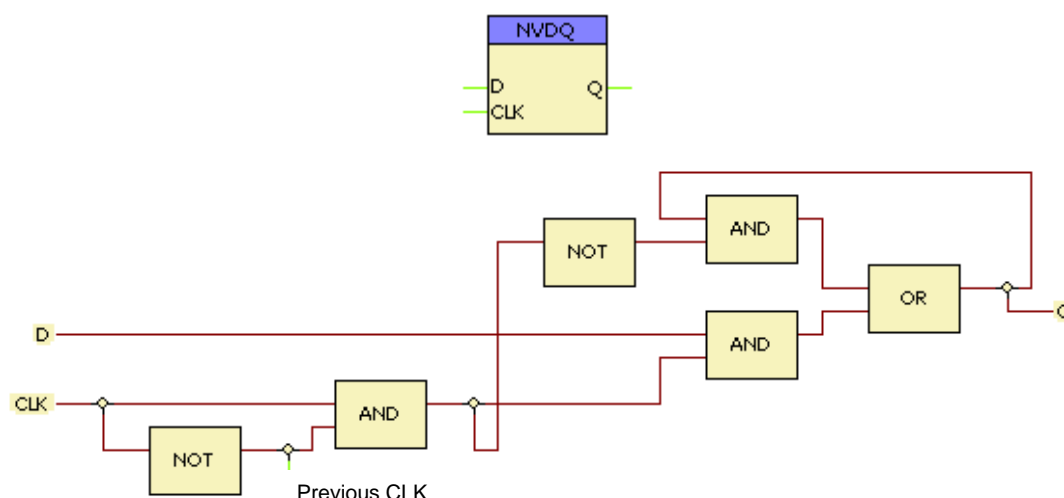 NVDQ
D Q
CLK
AND
NOT
OR
D
AND
CLK
AND
NOT
Previous CLK